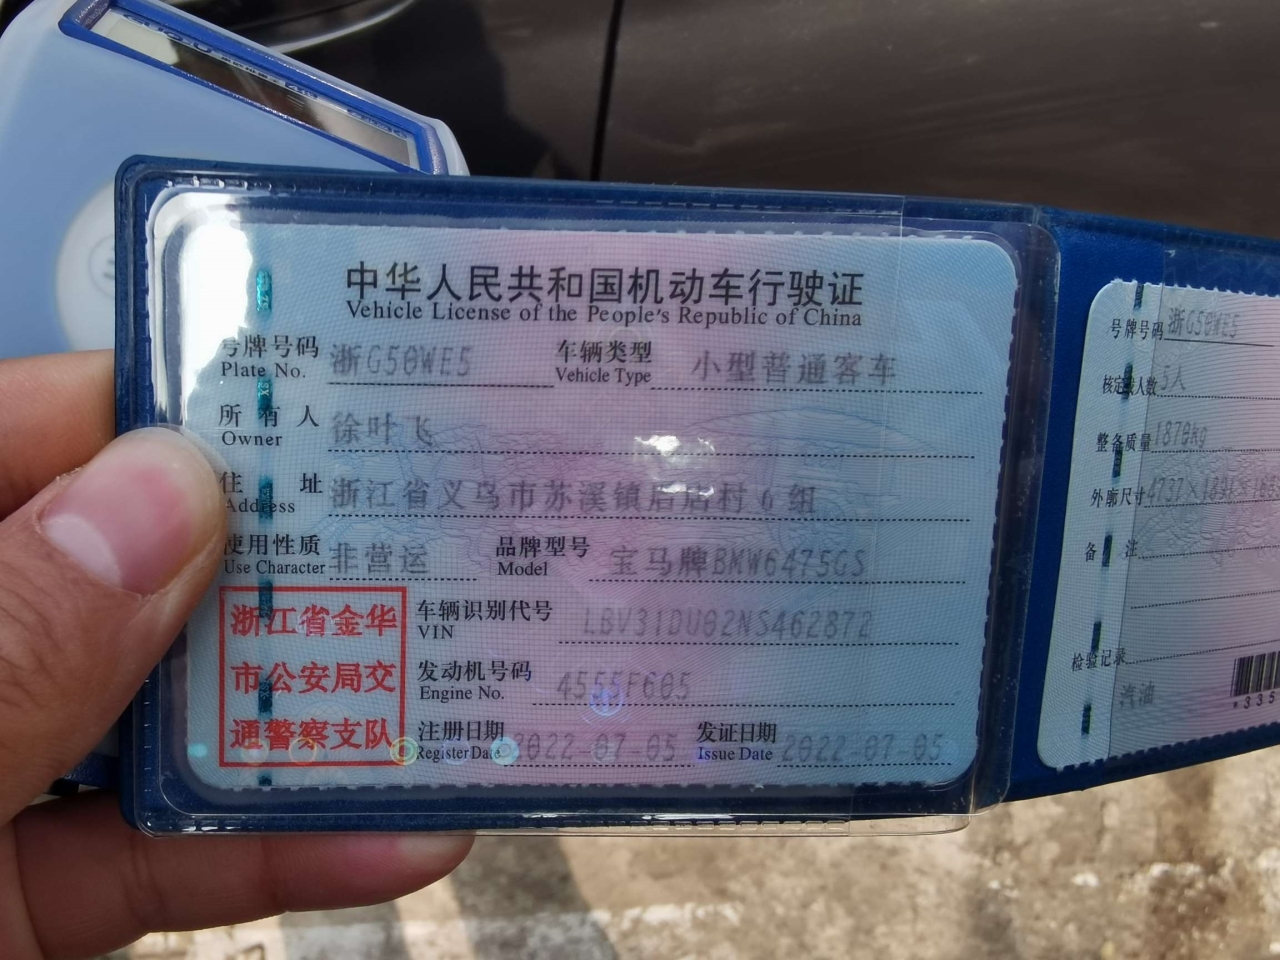 中华人民共和国机动车行驶证
Vehicle License of the People's Republic of China
号牌号码 浙G50WE5 车辆类型 小型普通客车
Plate No. Vehicle Type
所有人 徐叶飞
Owner
住址 浙江省义乌市苏溪镇后店村6组
Address
使用性质 非营运 品牌型号 宝马牌BMW6475GS
Use Character Model
浙江省金华
市公安局交
通警察支队
车辆识别代号 LBV31DU02NS462872
VIN
发动机号码 4555F605
Engine No.
注册日期 2022-07-05 发证日期 2022-07-05
Register Date Issue Date
号牌号码 浙G50WE5
核定载人数 5人
整备质量 1870kg
外廓尺寸 4737×1891×
备注
检验记录
汽油
*335